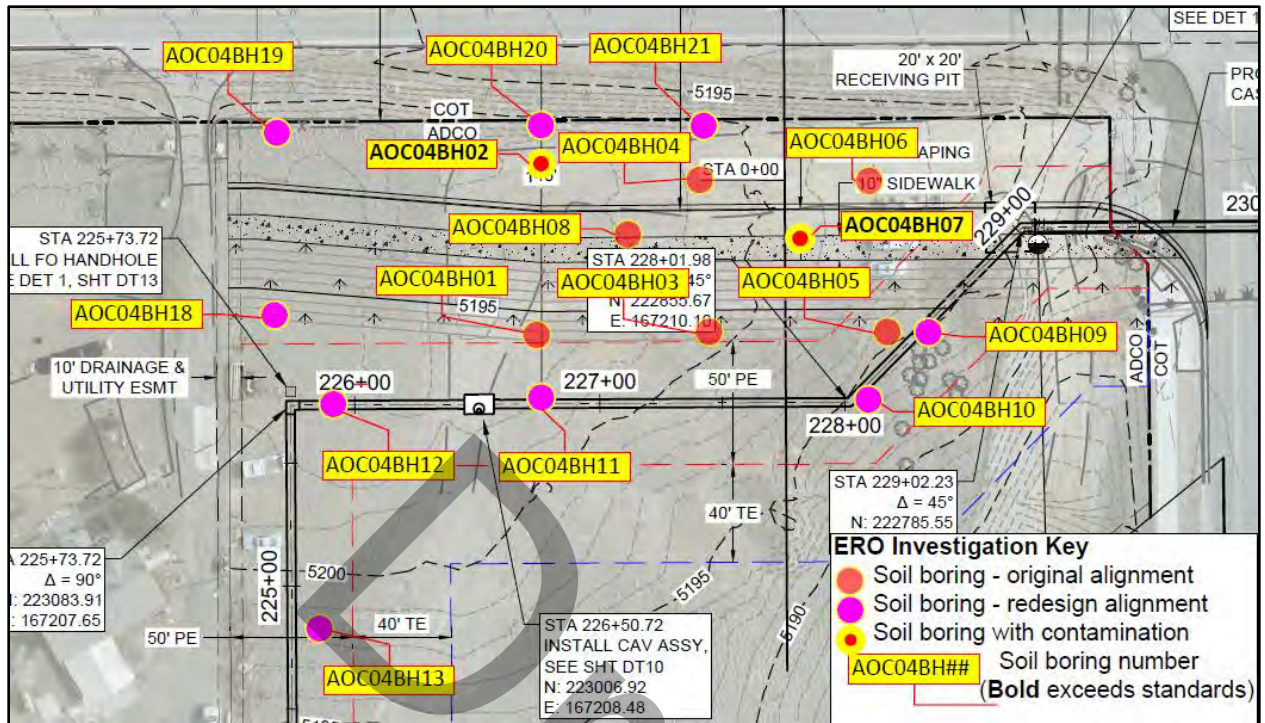 SEE DET 1
AOC04BH19
AOC04BH20
AOC04BH21
20' x 20'
RECEIVING PIT
5195
COT
ADCO
AOC04BH02
AOC04BH04
AOC04BH06
APING
STA 0+00
10" SIDEWALK
AOC04BH08
AOC04BH07
229+00
230
STA 225+73.72
LL FO HANDHOLE
E DET 1, SHT DT13
STA 228+01.98
45°
N: 222855.67
E: 167210.10
AOC04BH01
AOC04BH03
AOC04BH05
5195
AOC04BH18
AOC04BH09
ADCO
COT
10' DRAINAGE &
UTILITY ESMT
226+00
227+00
50' PE
228+00
AOC04BH10
AOC04BH12
AOC04BH11
STA 229+02.23
Δ = 45°
N: 222785.55
40' TE
A 225+73.72
Δ = 90°
N: 223083.91
: 167207.65
225+00
5200
5195
5190
50' PE
40' TE
AOC04BH13
STA 226+50.72
INSTALL CAV ASSY,
SEE SHT DT10
N: 223006.92
E: 167208.48
ERO Investigation Key
Soil boring - original alignment
Soil boring - redesign alignment
Soil boring with contamination
AOC04BH## Soil boring number
(Bold exceeds standards)